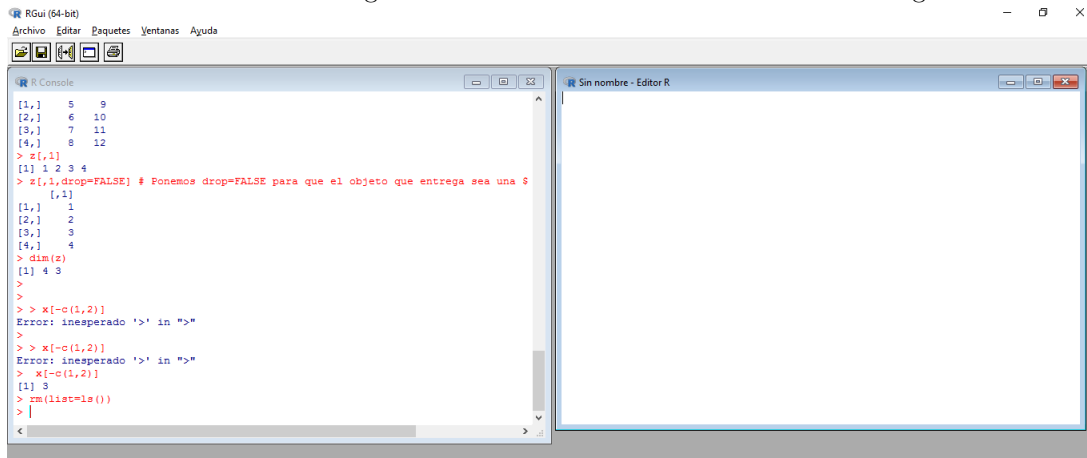 RGui (64-bit)
Archivo Editar Paquetes Ventanas Ayuda
R Console
[1,] 5 9
[2,] 6 10
[3,] 7 11
[4,] 8 12
> z[,1]
[1] 1 2 3 4
> z[,1,drop=FALSE] # Ponemos drop=FALSE para que el objeto que entrega sea una $
[,1]
[1,] 1
[2,] 2
[3,] 3
[4,] 4
> dim(z)
[1] 4 3
>
>
> > x[-c(1,2)]
Error: inesperado '>' in ">"
>
> > x[-c(1,2)]
Error: inesperado '>' in ">"
>  x[-c(1,2)]
[1] 3
> rm(list=ls())
>
Sin nombre - Editor R